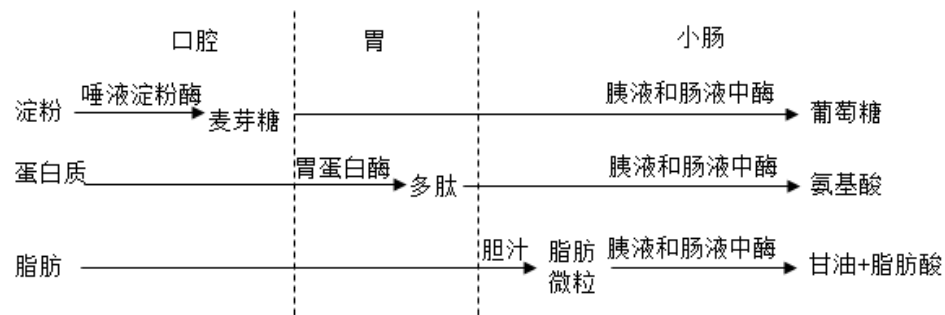 口腔 胃 小肠
唾液淀粉酶 胰液和肠液中酶
淀粉 麦芽糖 葡萄糖
胃蛋白酶 胰液和肠液中酶
蛋白质 多肽 氨基酸
胆汁 胰液和肠液中酶
脂肪 脂肪 甘油+脂肪酸
微粒